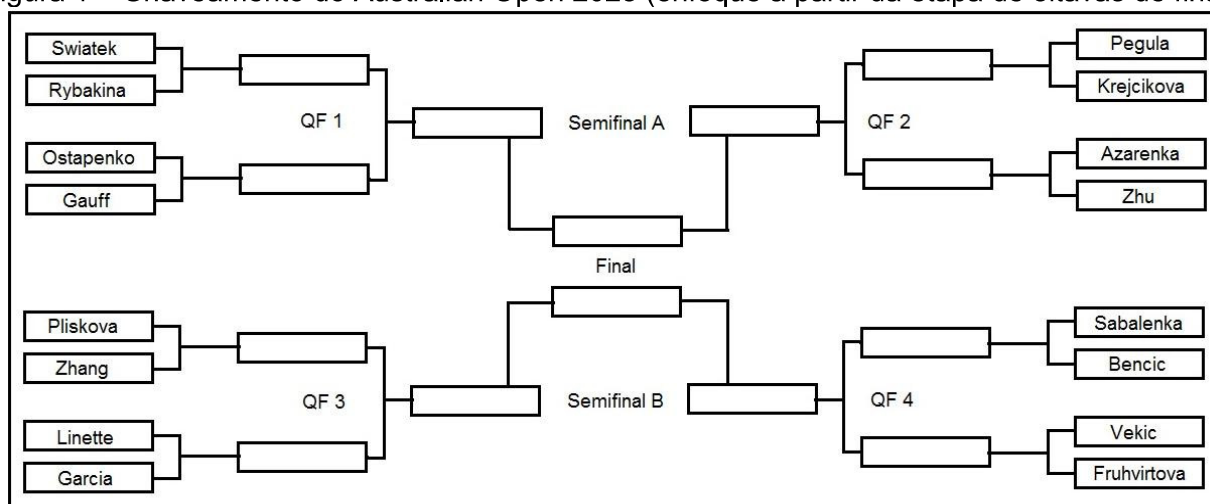 Figura 1 – Chaveamento do Australian Open 2023 (enfoque a partir da etapa de oitavas de
Swiatek
Rybakina
QF 1
Ostapenko
Gauff
Semifinal A
Pegula
Krejcikova
QF 2
Azarenka
Zhu
Final
Pliskova
Zhang
QF 3
Linette
Garcia
Semifinal B
Sabalenka
Bencic
QF 4
Vekic
Fruhvirtova